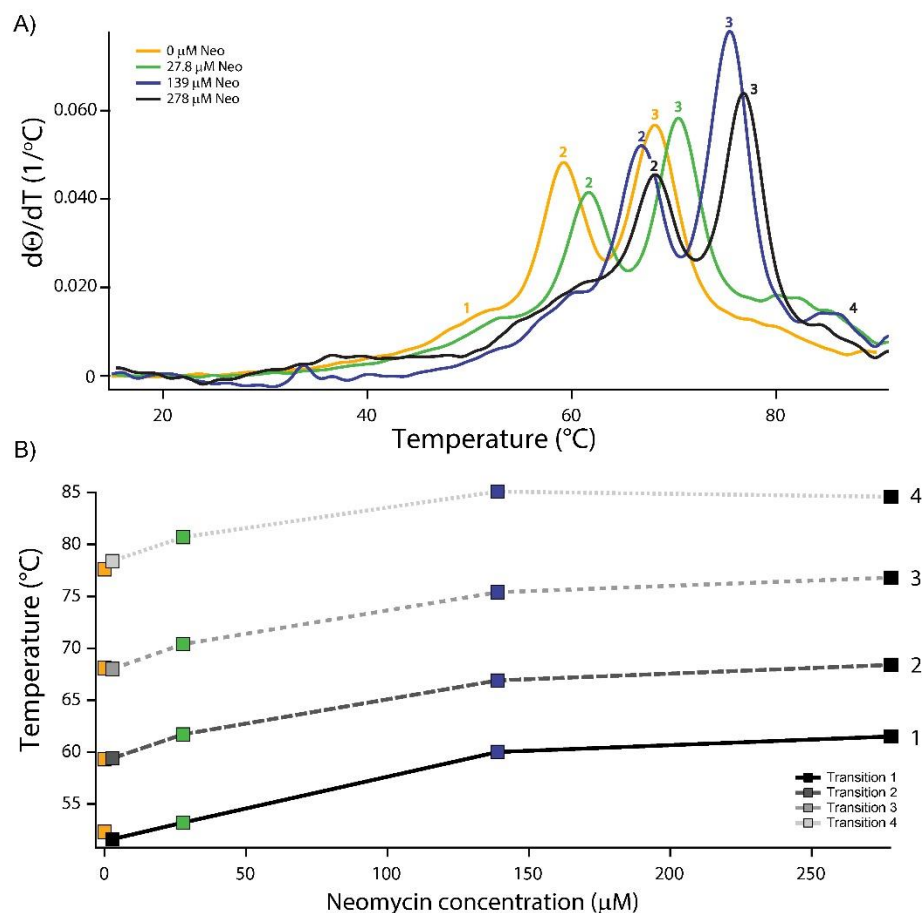 A)
0 μM Neo
27.8 μM Neo
139 μM Neo
278 μM Neo
dΘ/dT (1/°C)
0.060
0.040
0.020
0
1
2
3
2
3
2
3
2
3
4
20
40
60
80
Temperature (°C)
B)
Temperature (°C)
85
80
75
70
65
60
55
4
3
2
1
Transition 1
Transition 2
Transition 3
Transition 4
0
50
100
150
200
250
Neomycin concentration (μM)